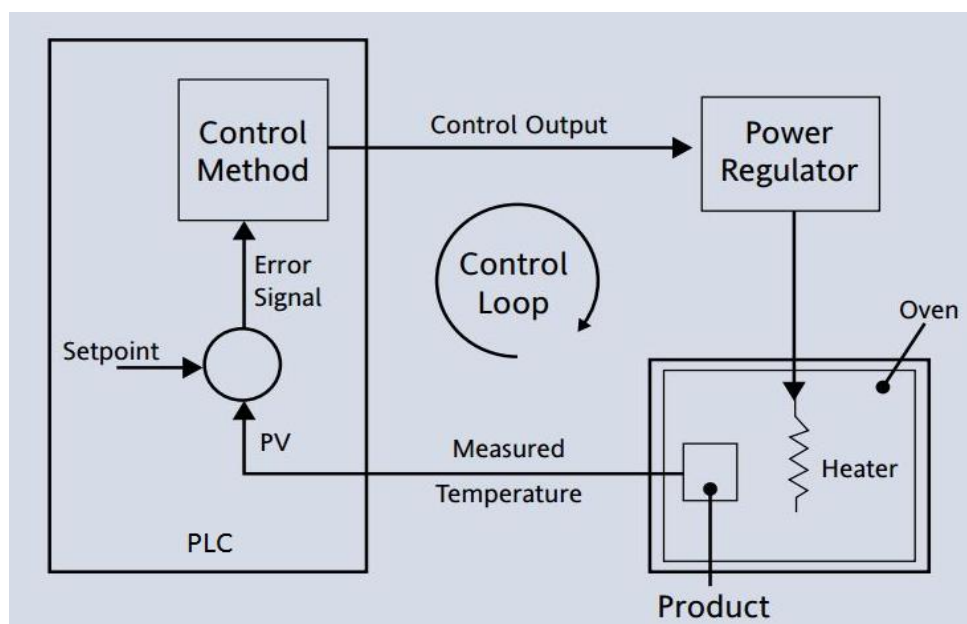 Control
Method
Control Output
Power
Regulator
Error
Signal
Control
Loop
Oven
Setpoint
PV
Measured
Temperature
Heater
PLC
Product